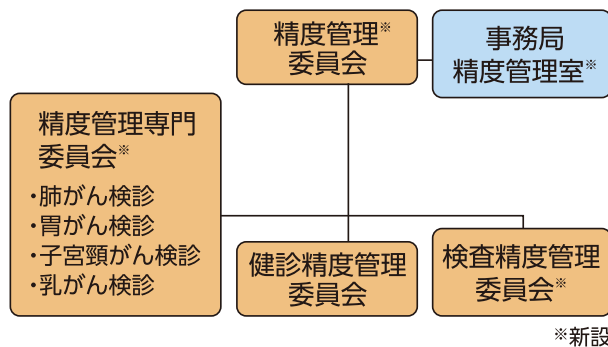 精度管理※
委員会
事務局
精度管理室※
精度管理専門
委員会※
・肺がん検診
・胃がん検診
・子宮頸がん検診
・乳がん検診
健診精度管理
委員会
検査精度管理
委員会※
※新設